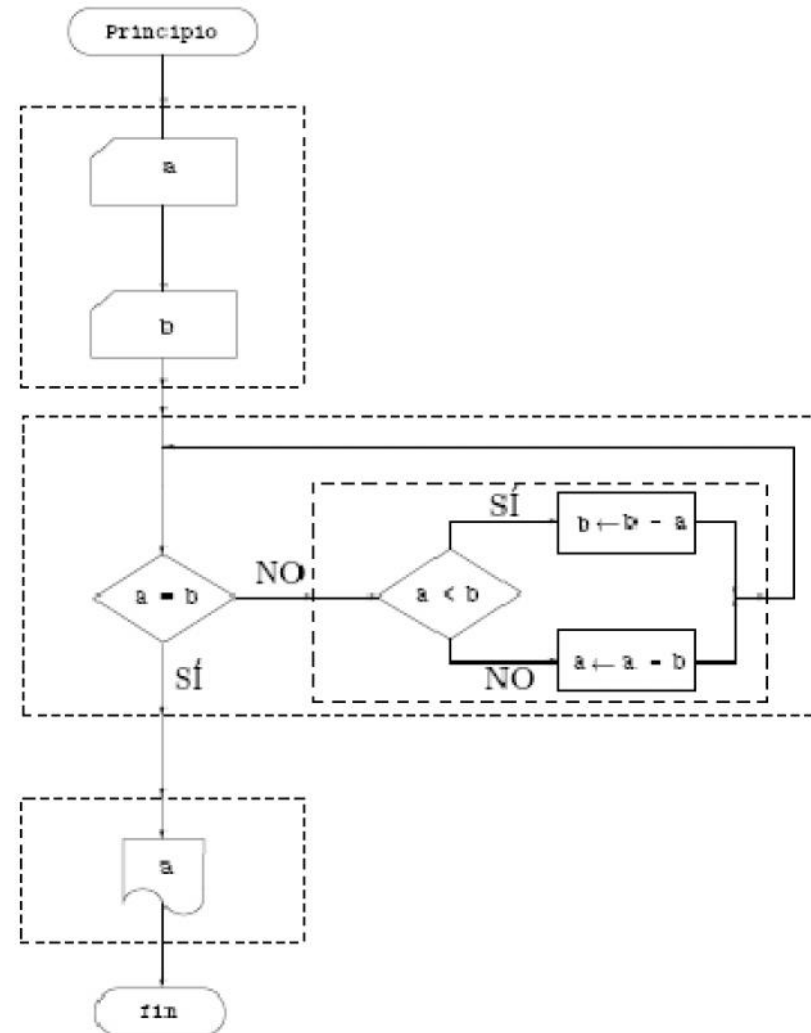 Principio
a
b
a = b
NO
SÍ
a < b
SÍ
b ← b - a
NO
a ← a - b
a
fin